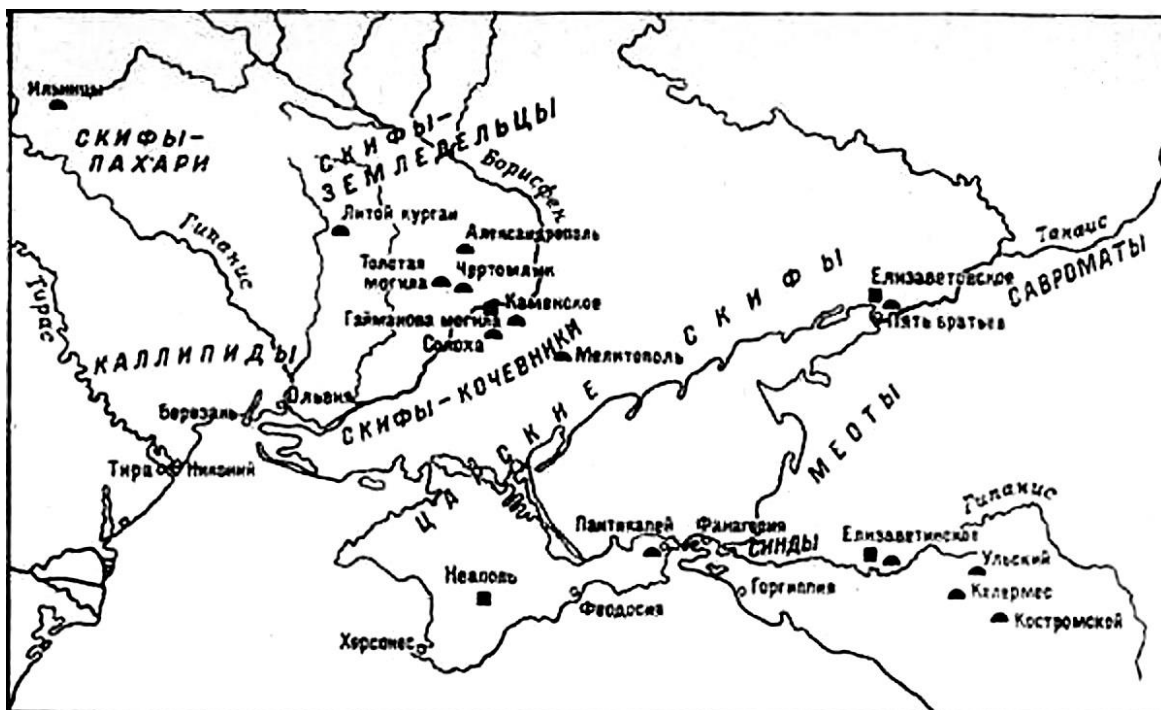 Ильинцы
СКИФЫ-
ПАХАРИ
СКИФЫ-
ЗЕМЛЕДЕЛЬЦЫ
Борисфен
Гипанис
Тирас
Литой курган
Александрополь
Толстая
могила
Чертомлык
Каменское
Гайманова могила
Солоха
Мелитополь
КАЛЛИПИДЫ
Ольвия
Березань
СКИФЫ-КОЧЕВНИКИ
ЦАРСКИЕ СКИФЫ
Танаис
Елизаветовское
САВРОМАТЫ
Пять братьев
МЕОТЫ
Тира
Никоний
Гипанис
Пантикапей
Фанагория
СИНДЫ
Елизаветинское
Ульский
Келермес
Костромской
Горгиппия
Феодосия
Неаполь
Херсонес